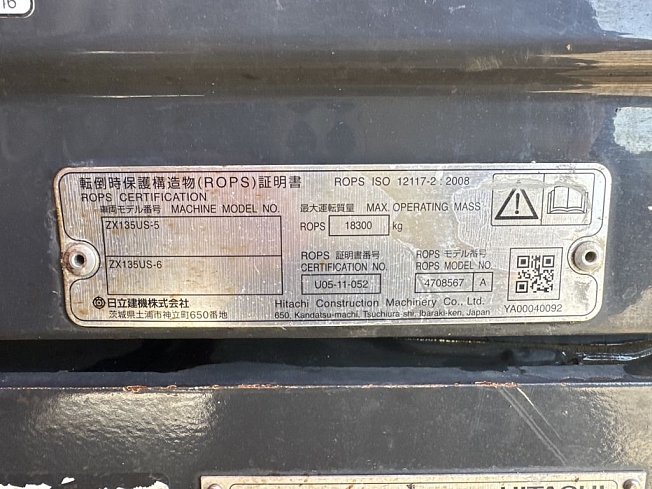 16
転倒時保護構造物(ROPS)証明書 ROPS ISO 12117-2 : 2008
ROPS CERTIFICATION
車両モデル番号 MACHINE MODEL NO. 最大運転質量 MAX. OPERATING MASS
ZX135US-5
ROPS 18300 kg
ZX135US-6
ROPS 証明書番号 ROPS モデル番号
CERTIFICATION NO. ROPS MODEL NO.
U05-11-052 4708567 A
日立建機株式会社 Hitachi Construction Machinery Co., Ltd. YA00040092
茨城県土浦市神立町650番地 650, Kandatsu-machi, Tsuchiura-shi, Ibaraki-ken, Japan
HITACHI